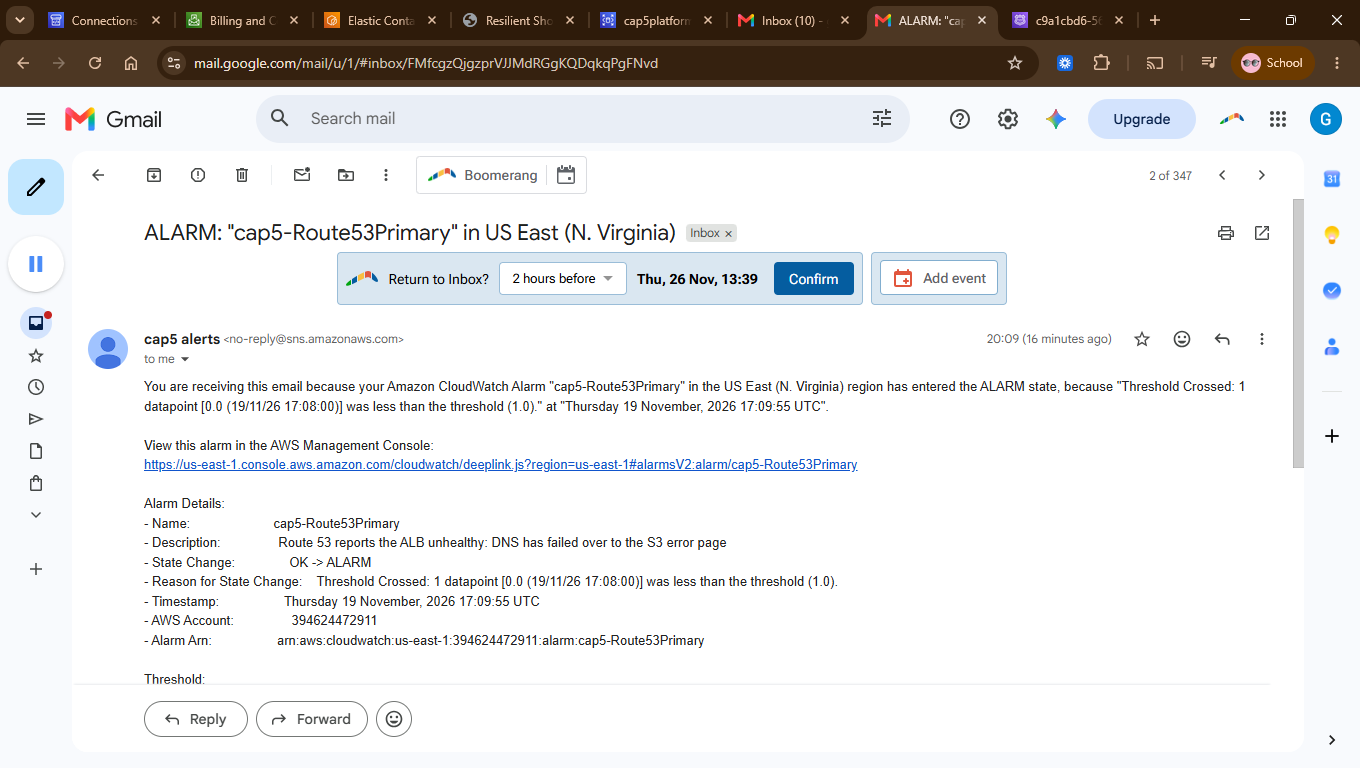 Connections
Billing and C
Elastic Conta
Resilient Sho
cap5platform
Inbox (10) -
ALARM: "cap
c9a1cbd6-56
mail.google.com/mail/u/1/#inbox/FMfcgzQjgzprVJJMdRGgKQDqkqPgFNvd
School
Gmail
Search mail
Upgrade
G
Boomerang
2 of 347
31
ALARM: "cap5-Route53Primary" in US East (N. Virginia)
Inbox ×
Return to Inbox?
2 hours before
Thu, 26 Nov, 13:39
Confirm
Add event
cap5 alerts <no-reply@sns.amazonaws.com>
20:09 (16 minutes ago)
to me
You are receiving this email because your Amazon CloudWatch Alarm "cap5-Route53Primary" in the US East (N. Virginia) region has entered the ALARM state, because "Threshold Crossed: 1
datapoint [0.0 (19/11/26 17:08:00)] was less than the threshold (1.0)." at "Thursday 19 November, 2026 17:09:55 UTC".
View this alarm in the AWS Management Console:
https://us-east-1.console.aws.amazon.com/cloudwatch/deeplink.js?region=us-east-1#alarmsV2:alarm/cap5-Route53Primary
Alarm Details:
- Name: cap5-Route53Primary
- Description: Route 53 reports the ALB unhealthy: DNS has failed over to the S3 error page
- State Change: OK -> ALARM
- Reason for State Change: Threshold Crossed: 1 datapoint [0.0 (19/11/26 17:08:00)] was less than the threshold (1.0).
- Timestamp: Thursday 19 November, 2026 17:09:55 UTC
- AWS Account: 394624472911
- Alarm Arn: arn:aws:cloudwatch:us-east-1:394624472911:alarm:cap5-Route53Primary
Threshold:
Reply
Forward